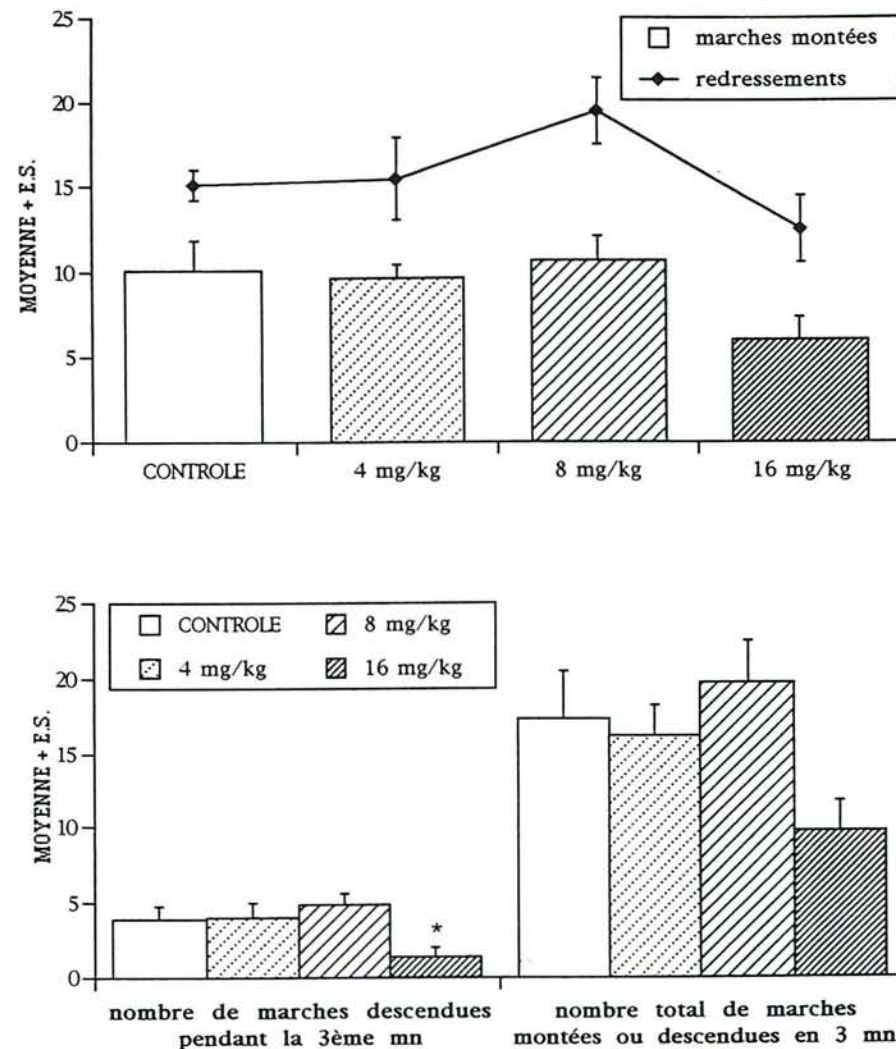 25
20
15
10
5
0
MOYENNE + E.S.
marches montées
redressements
CONTROLE
4 mg/kg
8 mg/kg
16 mg/kg
25
20
15
10
5
0
MOYENNE + E.S.
CONTROLE
8 mg/kg
4 mg/kg
16 mg/kg
*
nombre de marches descendues
pendant la 3ème mn
nombre total de marches
montées ou descendues en 3 mn